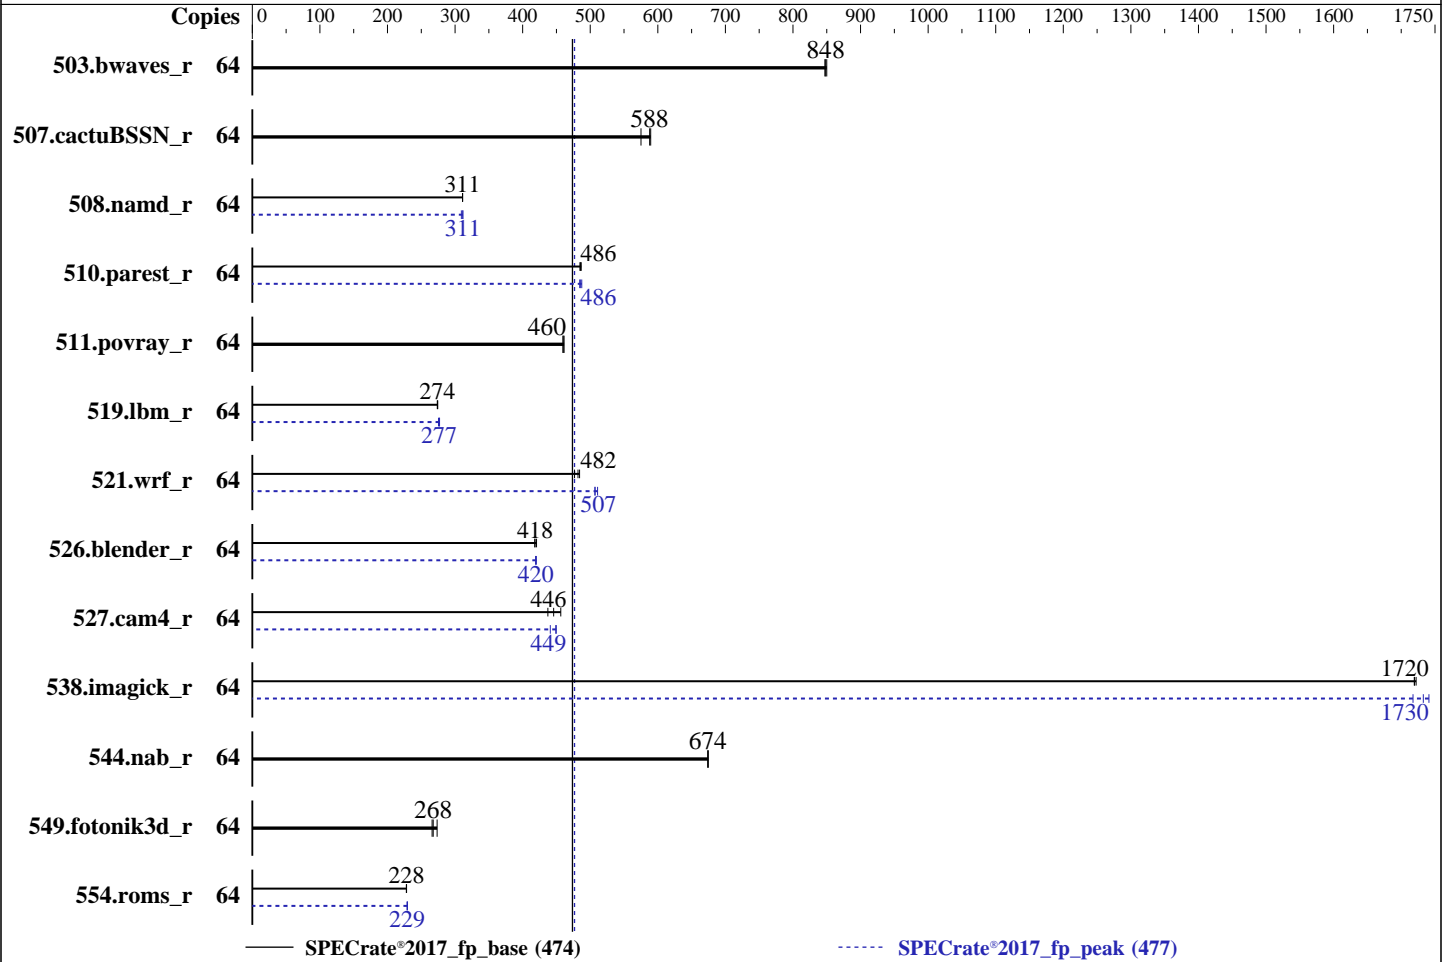 Copies 0 100 200 300 400 500 600 700 800 900 1000 1100 1200 1300 1400 1500 1600 1750
503.bwaves_r 64 848
507.cactuBSSN_r 64 588
508.namd_r 64 311
311
510.parest_r 64 486
486
511.povray_r 64 460
519.lbm_r 64 274
277
521.wrf_r 64 482
507
526.blender_r 64 418
420
527.cam4_r 64 446
449
538.imagick_r 64 1720
1730
544.nab_r 64 674
549.fotonik3d_r 64 268
554.roms_r 64 228
229
SPECrate®2017_fp_base (474) SPECrate®2017_fp_peak (477)